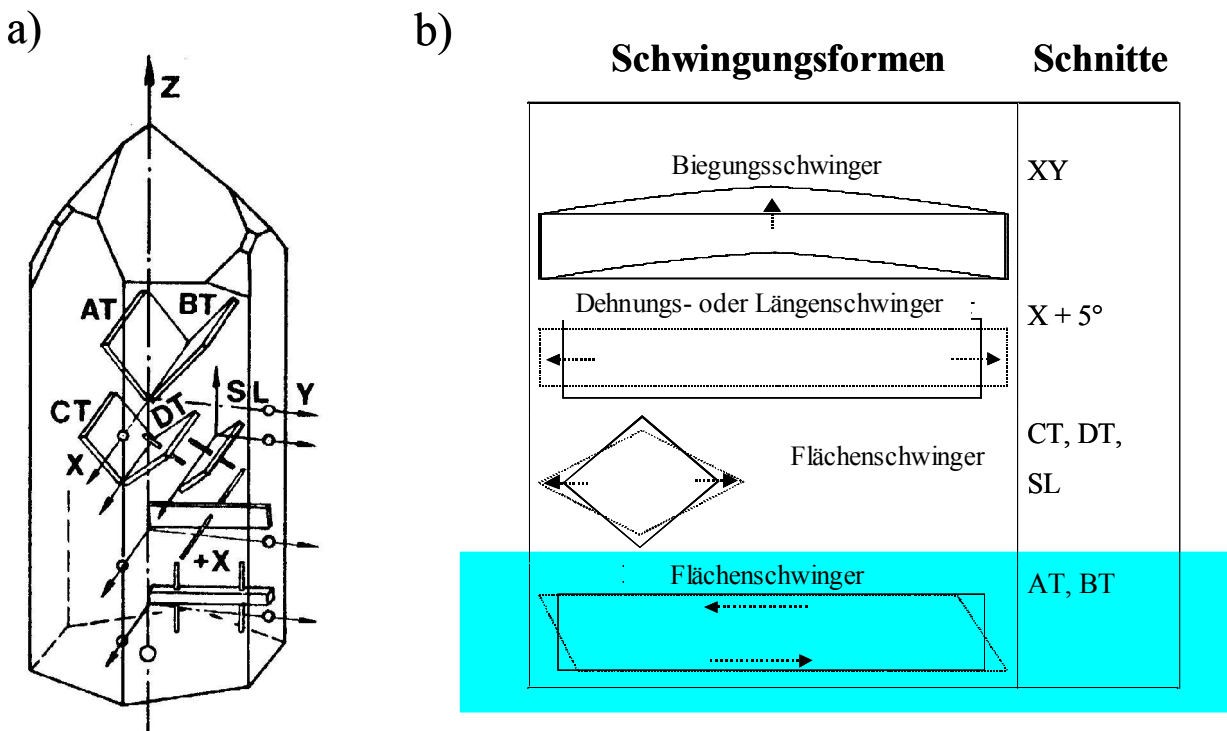 a)
Z
AT
BT
CT
DT
SL
Y
X
+X
b)
Schwingungsformen Schnitte
Biegungsschwinger XY
Dehnungs- oder Längenschwinger X + 5°
Flächenschwinger CT, DT,
SL
Flächenschwinger AT, BT